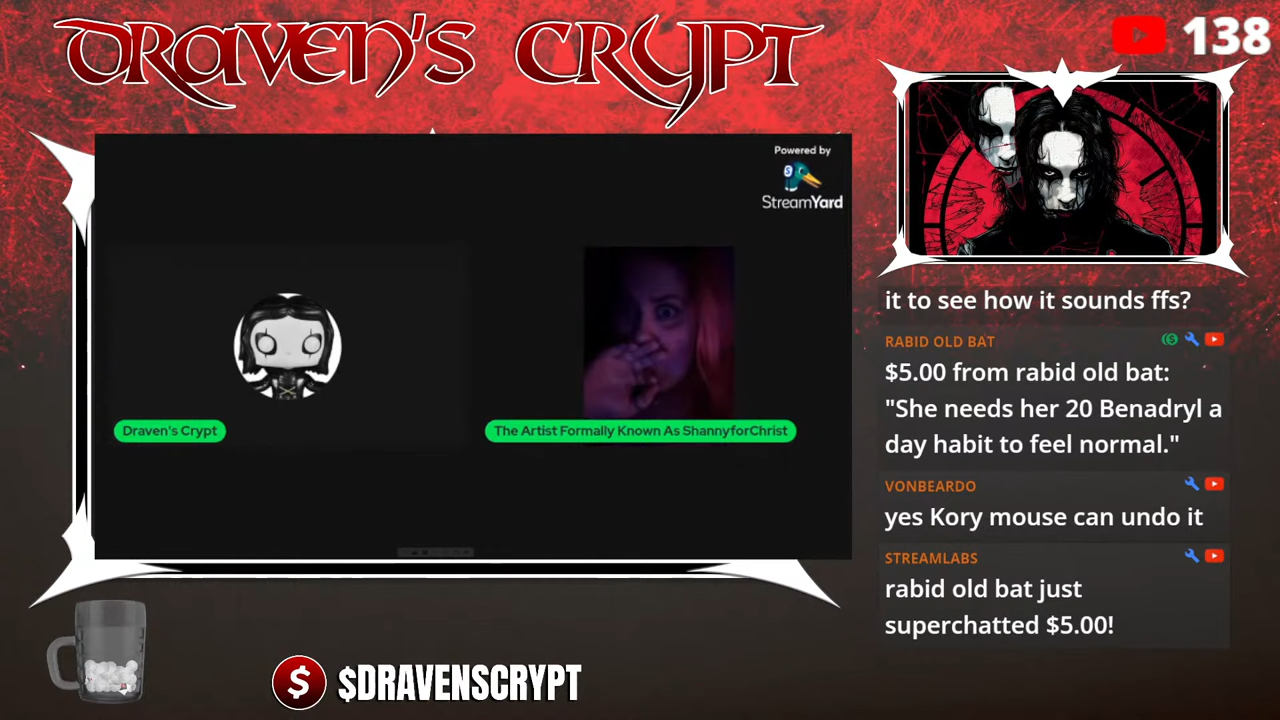 DRAVEN'S CRYPT
138
Powered by
StreamYard
Draven's Crypt
The Artist Formally Known As ShannyforChrist
it to see how it sounds ffs?
RABID OLD BAT
$5.00 from rabid old bat:
"She needs her 20 Benadryl a
day habit to feel normal."
VONBEARDO
yes Kory mouse can undo it
STREAMLABS
rabid old bat just
superchatted $5.00!
$ $DRAVENSCRYPT